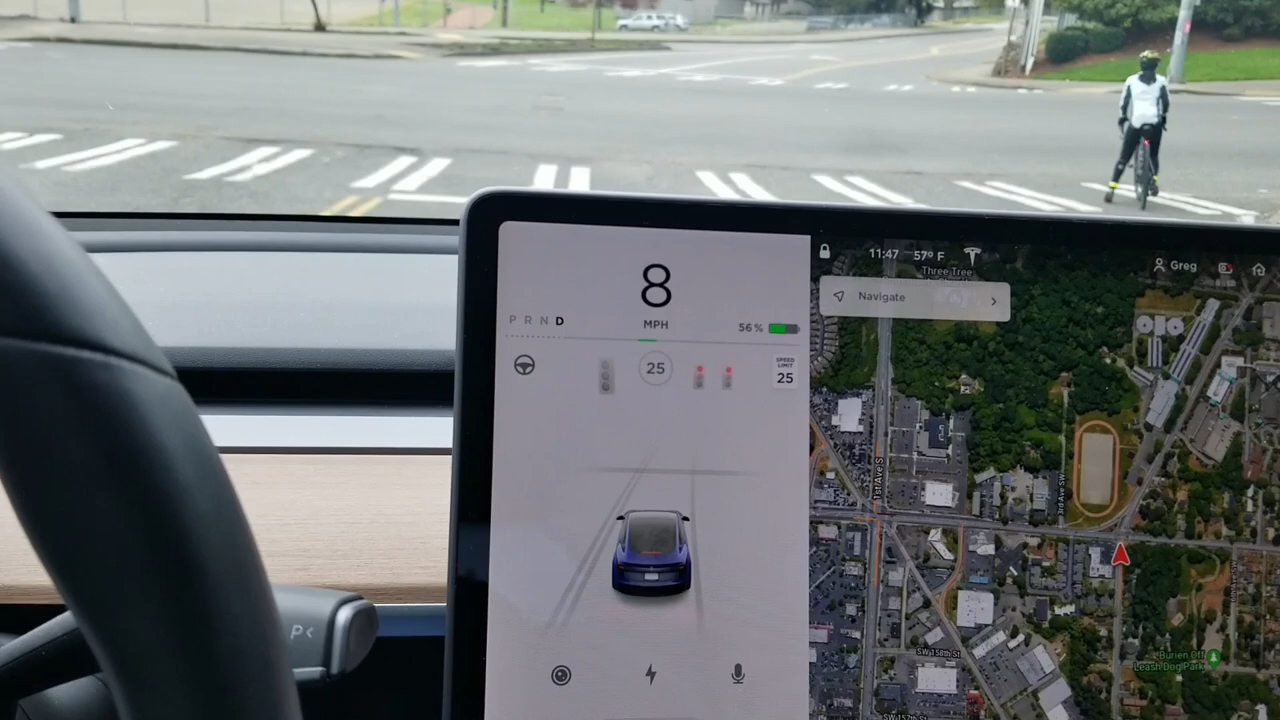 8
MPH
P R N D
56 %
25
SPEED
LIMIT
25
11:47 57° F
Three Tree
Greg
Navigate
1st Ave S
3rd Ave SW
SW 158th St
SW 157th St
Burien Off
Leash Dog Park
P<